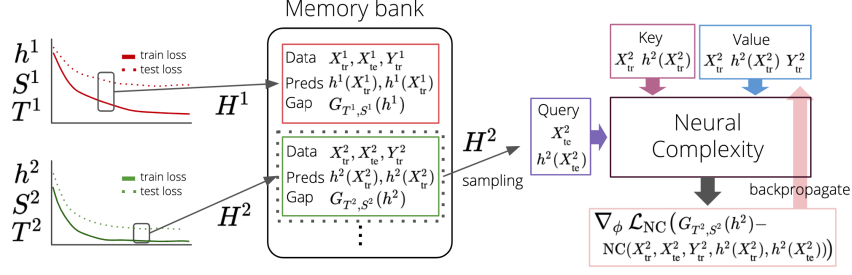 Memory bank
h^1
S^1
T^1
train loss
test loss
H^1
Data X^1_tr, X^1_te, Y^1_tr
Preds h^1(X^1_tr), h^1(X^1_tr)
Gap G_{T^1,S^1}(h^1)
h^2
S^2
T^2
train loss
test loss
H^2
Data X^2_tr, X^2_te, Y^2_tr
Preds h^2(X^2_tr), h^2(X^2_tr)
Gap G_{T^2,S^2}(h^2)
⋮
H^2
sampling
Query
X^2_te
h^2(X^2_te)
Key
X^2_tr h^2(X^2_tr)
Value
X^2_tr h^2(X^2_tr) Y^2_tr
Neural
Complexity
backpropagate
∇_ϕ ℒ_NC(G_{T^2,S^2}(h^2)−
NC(X^2_tr, X^2_te, Y^2_tr, h^2(X^2_tr), h^2(X^2_te)))